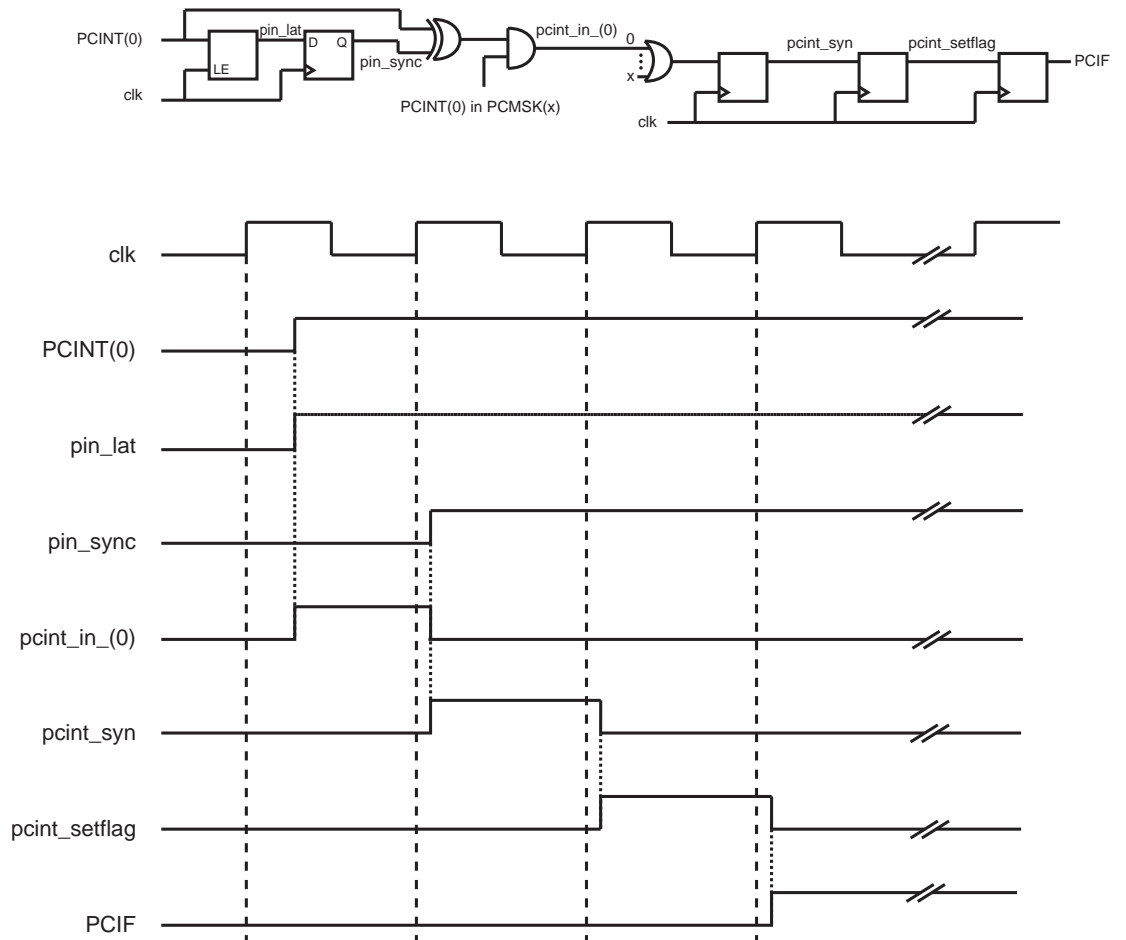 PCINT(0)
LE
pin_lat
D Q
pin_sync
clk
PCINT(0) in PCMSK(x)
pcint_in_(0)
0
x
clk
pcint_syn
pcint_setflag
PCIF
clk
PCINT(0)
pin_lat
pin_sync
pcint_in_(0)
pcint_syn
pcint_setflag
PCIF